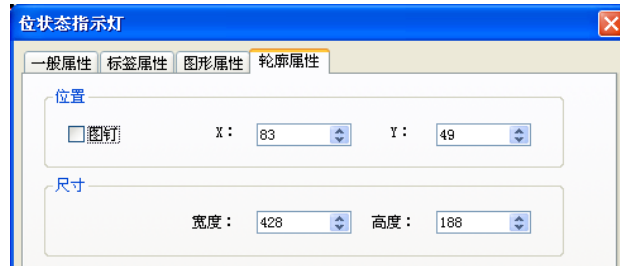 位状态指示灯
一般属性 标签属性 图形属性 轮廓属性
位置
图钉 X： 83 Y： 49
尺寸
宽度： 428 高度： 188